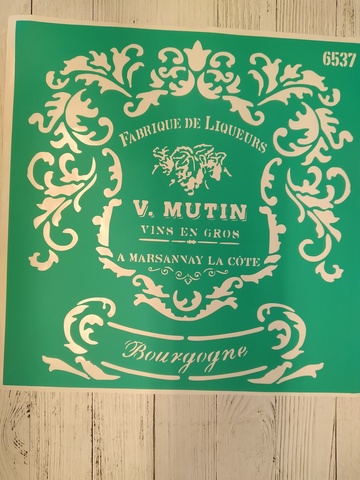 6537
FABRIQUE DE LIQUEURS
V. MUTIN
VINS EN GROS
A MARSANNAY LA CÔTE
Bourgogne